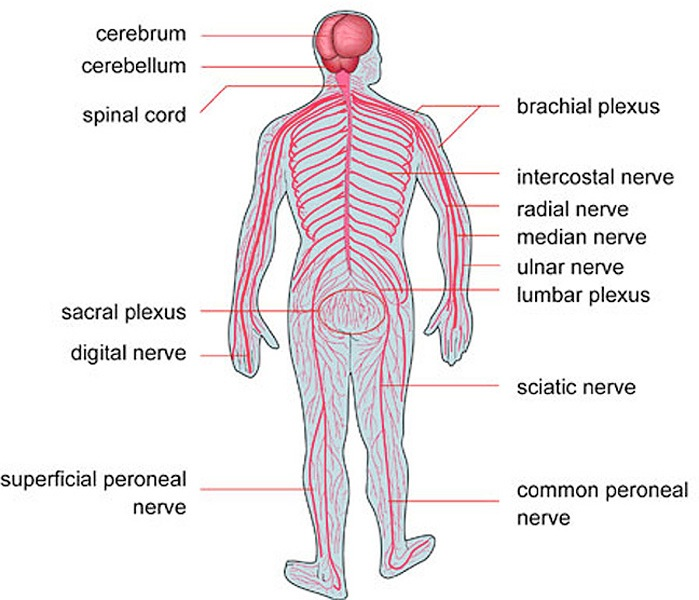 cerebrum
cerebellum
spinal cord
sacral plexus
digital nerve
superficial peroneal
nerve
brachial plexus
intercostal nerve
radial nerve
median nerve
ulnar nerve
lumbar plexus
sciatic nerve
common peroneal
nerve